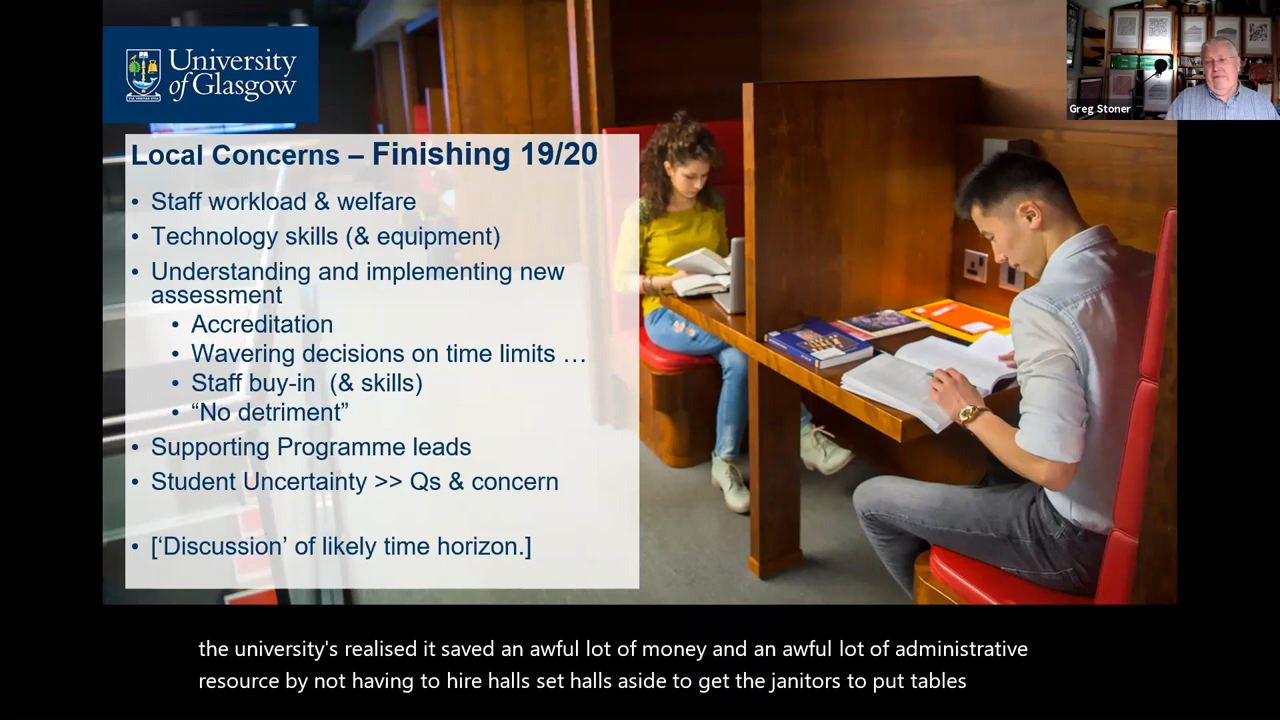 University
of Glasgow
Greg Stoner
Local Concerns – Finishing 19/20
• Staff workload & welfare
• Technology skills (& equipment)
• Understanding and implementing new
assessment
• Accreditation
• Wavering decisions on time limits …
• Staff buy-in (& skills)
• “No detriment”
• Supporting Programme leads
• Student Uncertainty >> Qs & concern
• [‘Discussion’ of likely time horizon.]
the university's realised it saved an awful lot of money and an awful lot of administrative
resource by not having to hire halls set halls aside to get the janitors to put tables